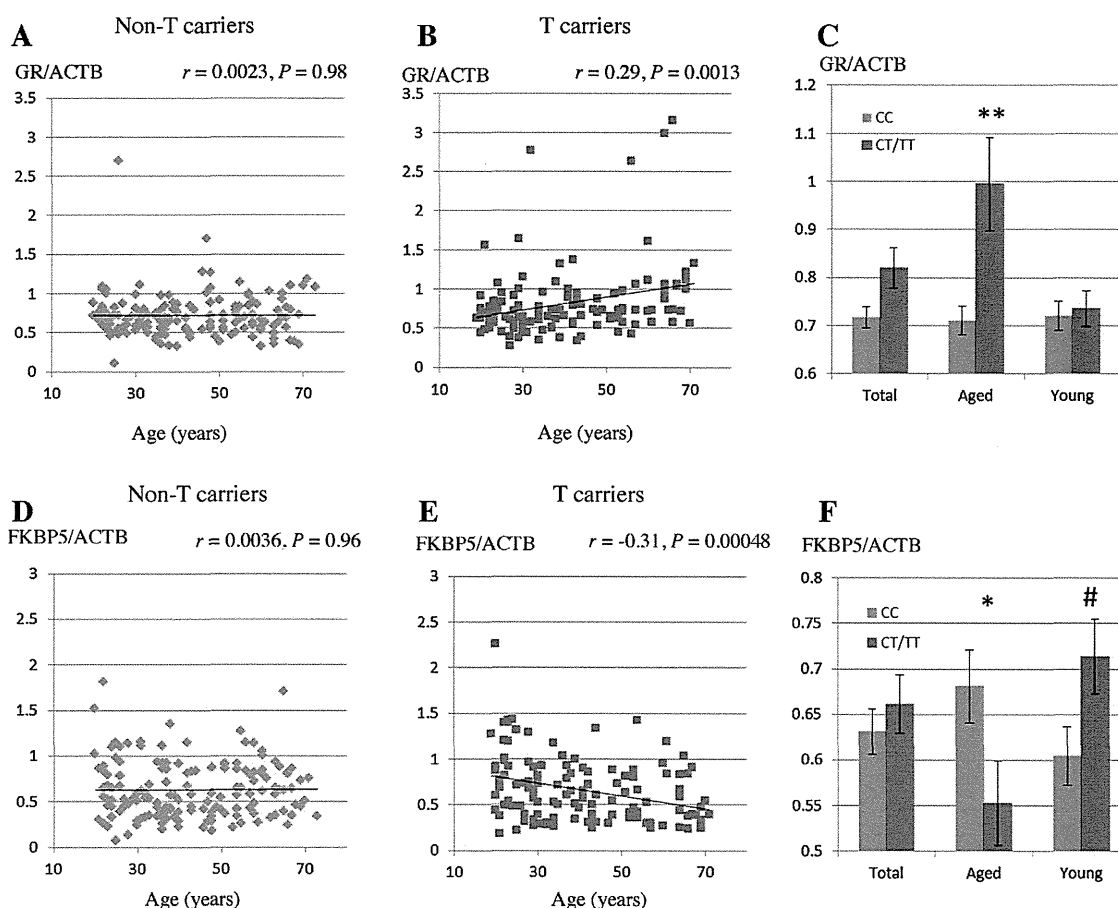 A
Non-T carriers
GR/ACTB
r = 0.0023, P = 0.98
3.5
3
2.5
2
1.5
1
0.5
0
10 30 50 70
Age (years)
B
T carriers
GR/ACTB
r = 0.29, P = 0.0013
3.5
3
2.5
2
1.5
1
0.5
0
10 20 30 40 50 60 70
Age (years)
C
GR/ACTB
1.2
1.1
1
0.9
0.8
0.7
0.6
CC
CT/TT
**
Total Aged Young
D
Non-T carriers
FKBP5/ACTB
r = 0.0036, P = 0.96
3
2.5
2
1.5
1
0.5
0
10 30 50 70
Age (years)
E
T carriers
FKBP5/ACTB
r = -0.31, P = 0.00048
3
2.5
2
1.5
1
0.5
0
10 20 30 40 50 60 70
Age (years)
F
FKBP5/ACTB
0.8
0.75
0.7
0.65
0.6
0.55
0.5
CC
CT/TT
*
#
Total Aged Young